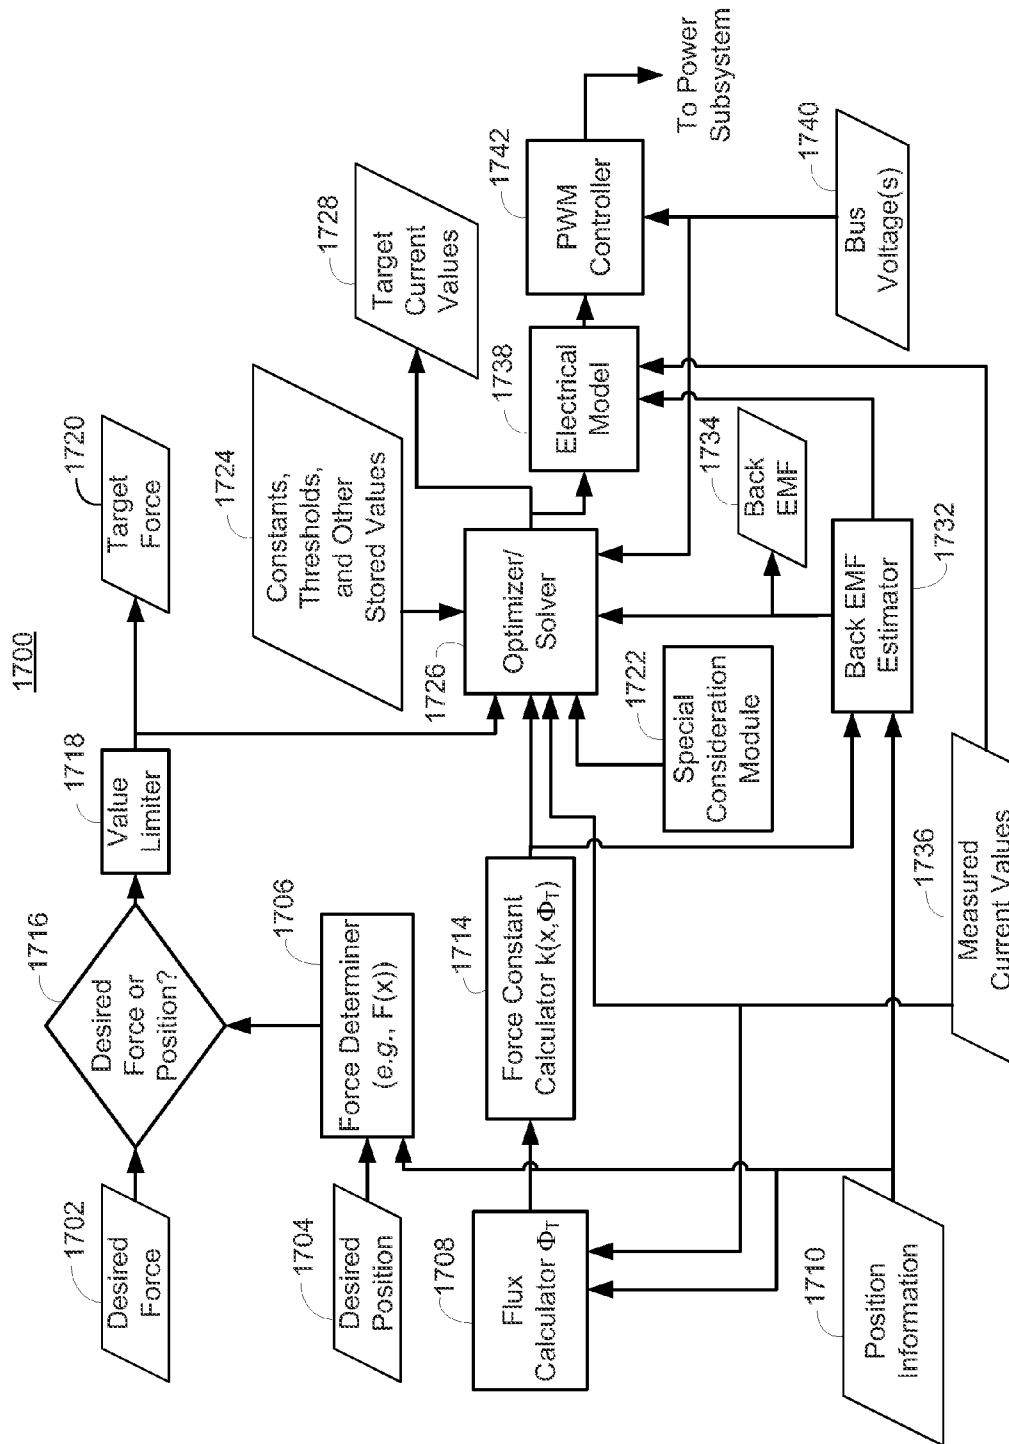 1700
1702
Desired
Force
1704
Desired
Position
1716
Desired
Force or
Position?
1718
Value
Limiter
1720
Target
Force
1706
Force Determiner
(e.g., F(x))
1724
Constants,
Thresholds,
and Other
Stored Values
1728
Target
Current
Values
1708
Flux
Calculator ΦT
1714
Force Constant
Calculator k(x,ΦT)
1726
Optimizer/
Solver
1738
Electrical
Model
1742
PWM
Controller
To Power
Subsystem
1722
Special
Consideration
Module
1734
Back
EMF
1740
Bus
Voltage(s)
1710
Position
Information
1732
Back EMF
Estimator
1736
Measured
Current Values